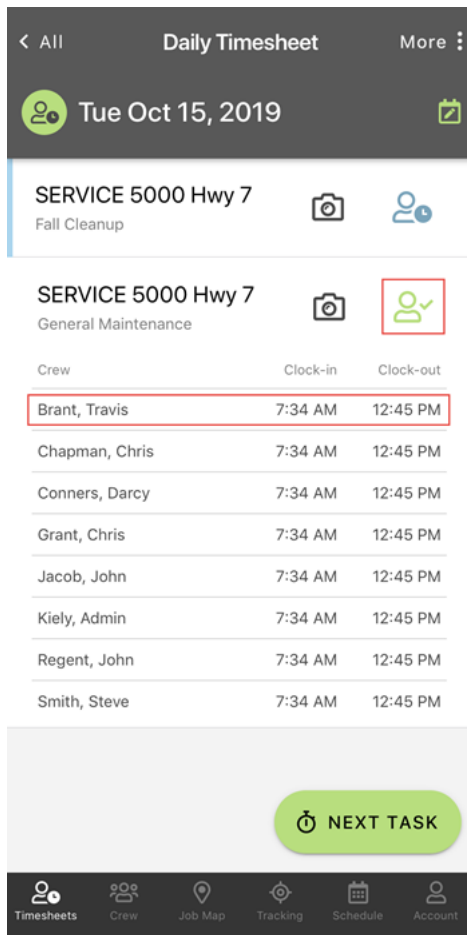 All Daily Timesheet More
Tue Oct 15, 2019
SERVICE 5000 Hwy 7
Fall Cleanup
SERVICE 5000 Hwy 7
General Maintenance
Crew Clock-in Clock-out
Brant, Travis 7:34 AM 12:45 PM
Chapman, Chris 7:34 AM 12:45 PM
Conners, Darcy 7:34 AM 12:45 PM
Grant, Chris 7:34 AM 12:45 PM
Jacob, John 7:34 AM 12:45 PM
Kiely, Admin 7:34 AM 12:45 PM
Regent, John 7:34 AM 12:45 PM
Smith, Steve 7:34 AM 12:45 PM
NEXT TASK
Timesheets Crew Job Map Tracking Schedule Account